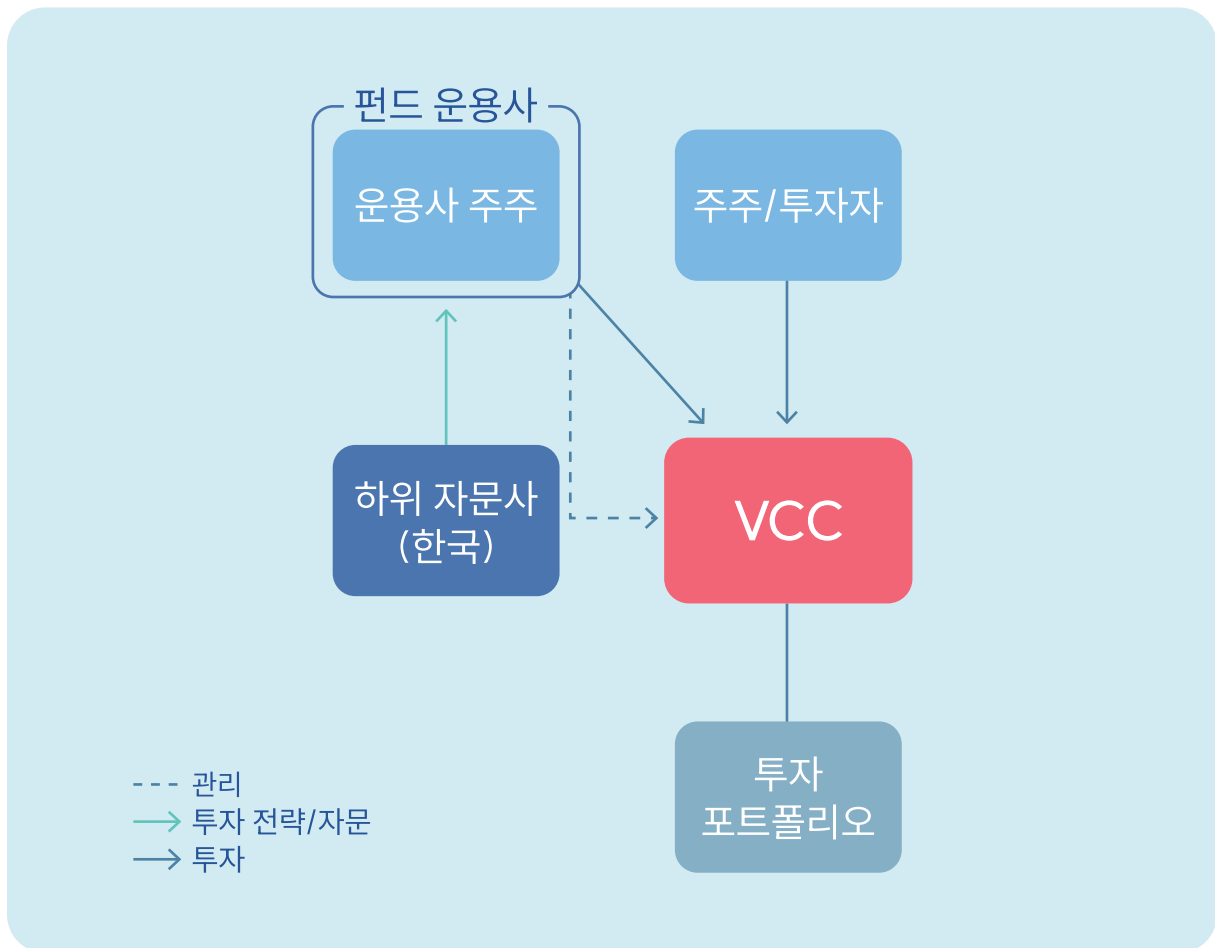 펀드 운용사
운용사 주주
주주/투자자
하위 자문사
(한국)
VCC
투자
포트폴리오
관리
투자 전략/자문
투자